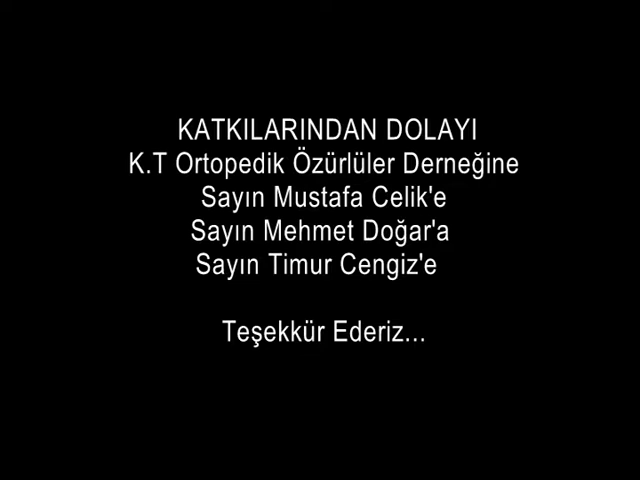 KATKILARINDAN DOLAYI
K.T Ortopedik Özürlüler Derneğine
Sayın Mustafa Celik'e
Sayın Mehmet Doğar'a
Sayın Timur Cengiz'e
Teşekkür Ederiz...